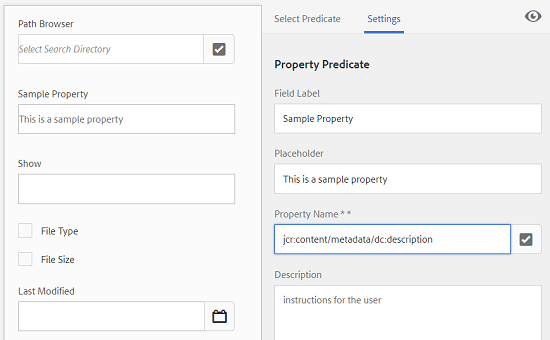 Path Browser
Select Search Directory
Sample Property
This is a sample property
Show
File Type
File Size
Last Modified
Select Predicate
Settings
Property Predicate
Field Label
Sample Property
Placeholder
This is a sample property
Property Name * *
jcr:content/metadata/dc:description
Description
instructions for the user